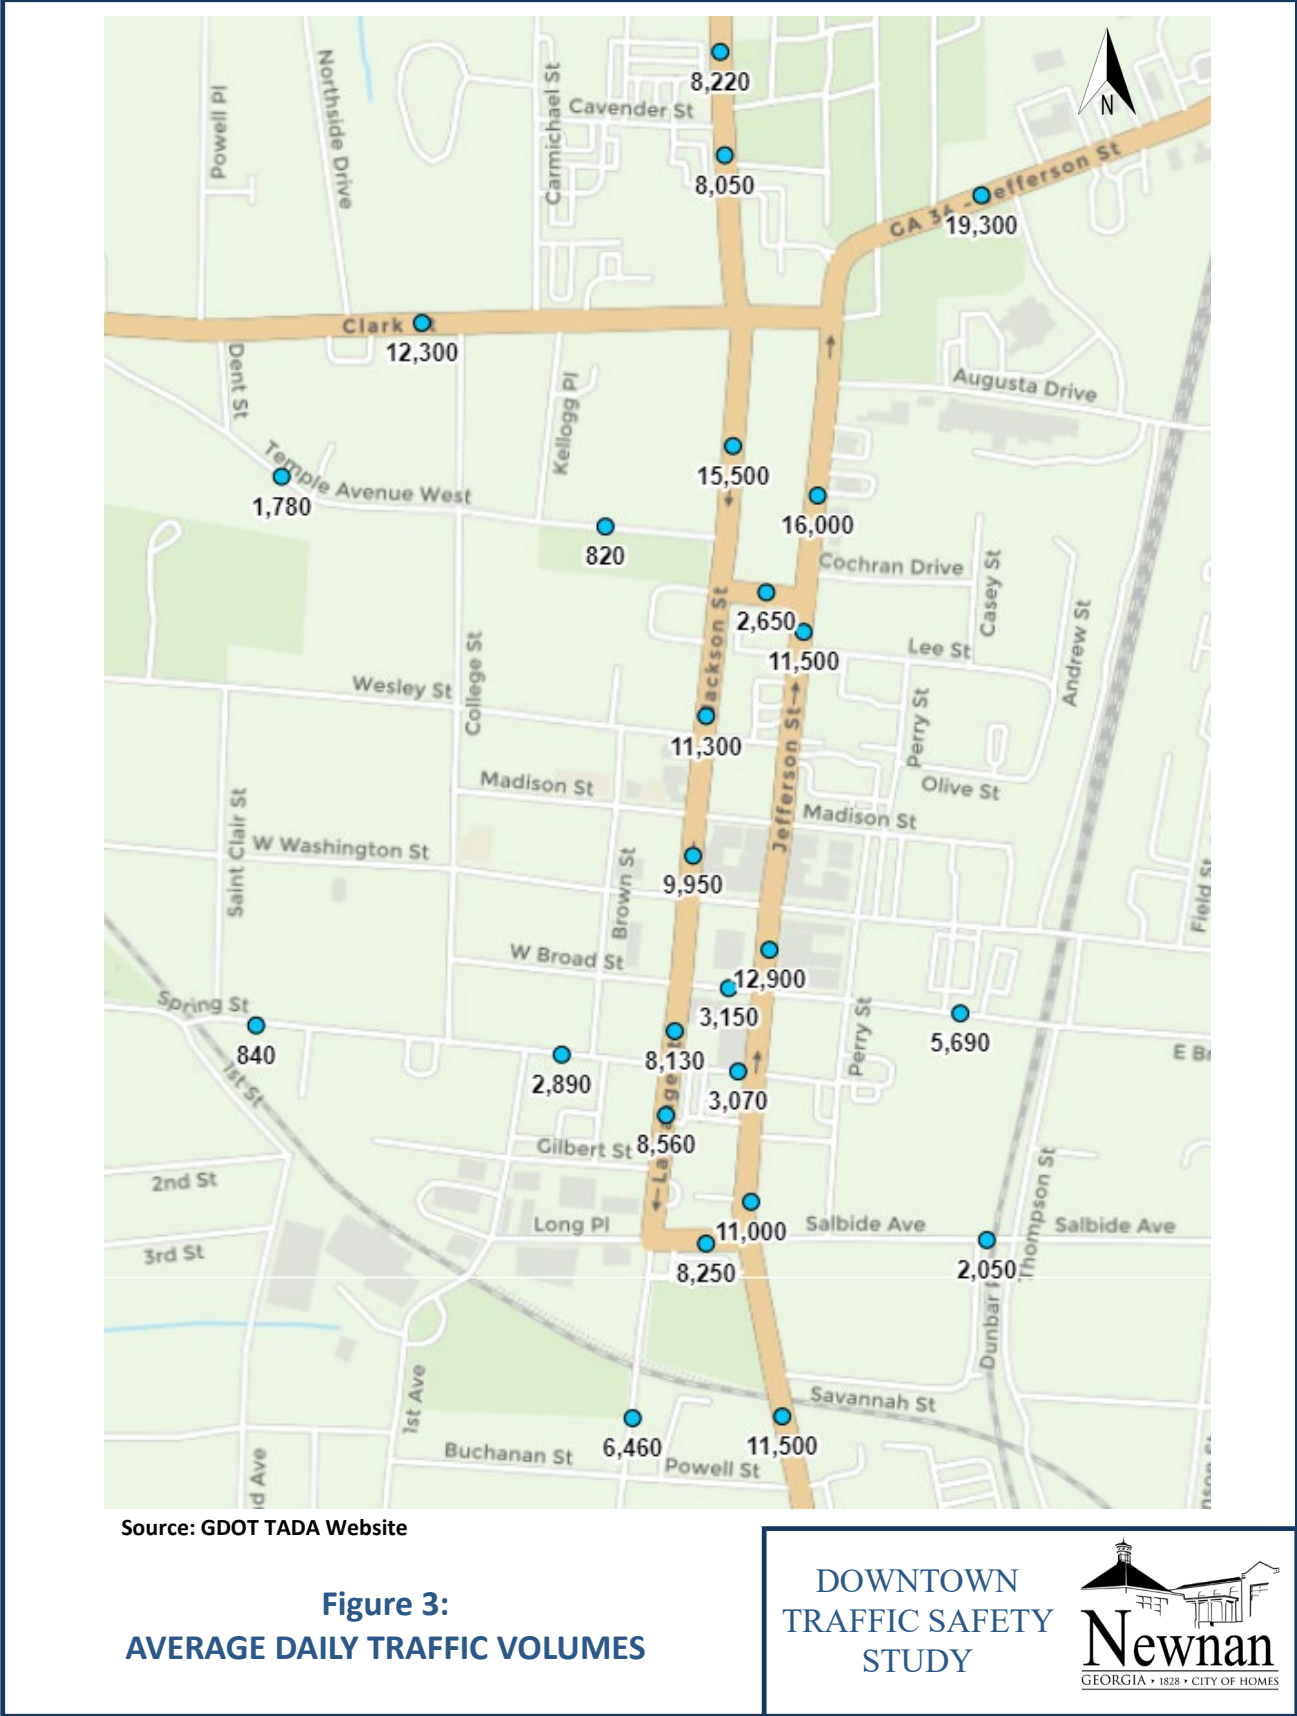 8,220
N
Powell Pl
Northside Drive
Carmichael St
Cavender St
8,050
GA 34 - Jefferson St
19,300
Clark St
12,300
Dent St
Kellogg Pl
Augusta Drive
Temple Avenue West
1,780
15,500
16,000
820
Cochran Drive
Casey St
Andrew St
2,650
11,500
Lee St
Jackson St
College St
Wesley St
11,300
Perry St
Jefferson St
Olive St
Madison St
Madison St
Saint Clair St
W Washington St
9,950
Brown St
Field St
W Broad St
12,900
3,150
Spring St
840
1st St
2,890
8,130
3,070
Perry St
5,690
E Br
8,560
Gilbert St
2nd St
Thompson St
Long Pl
11,000
Salbide Ave
Salbide Ave
3rd St
8,250
2,050
Dunbar
1st Ave
Savannah St
6,460
11,500
Buchanan St
Powell St
nd Ave
nson St
Source: GDOT TADA Website
Figure 3:
AVERAGE DAILY TRAFFIC VOLUMES
DOWNTOWN
TRAFFIC SAFETY
STUDY
Newnan
GEORGIA • 1828 • CITY OF HOMES